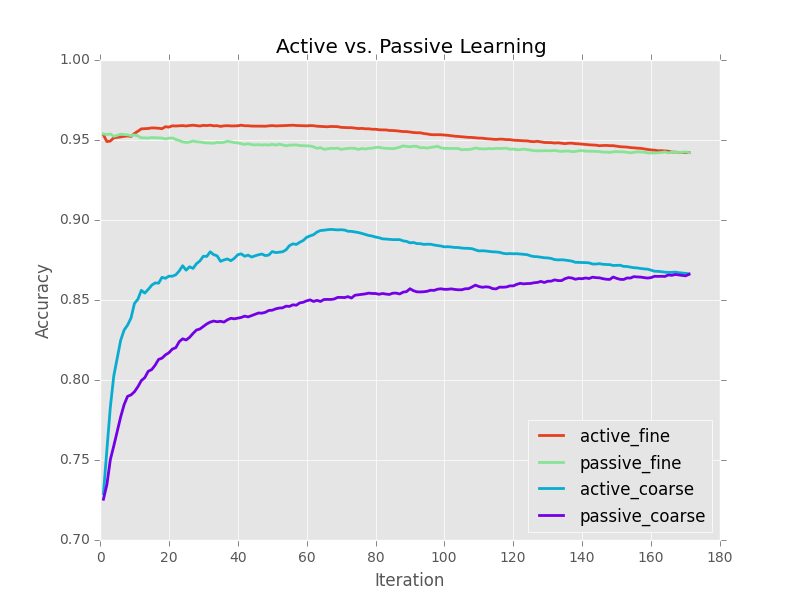 Active vs. Passive Learning
1.00
0.95
0.90
0.85
0.80
0.75
0.70
Accuracy
0 20 40 60 80 100 120 140 160 180
Iteration
active_fine
passive_fine
active_coarse
passive_coarse